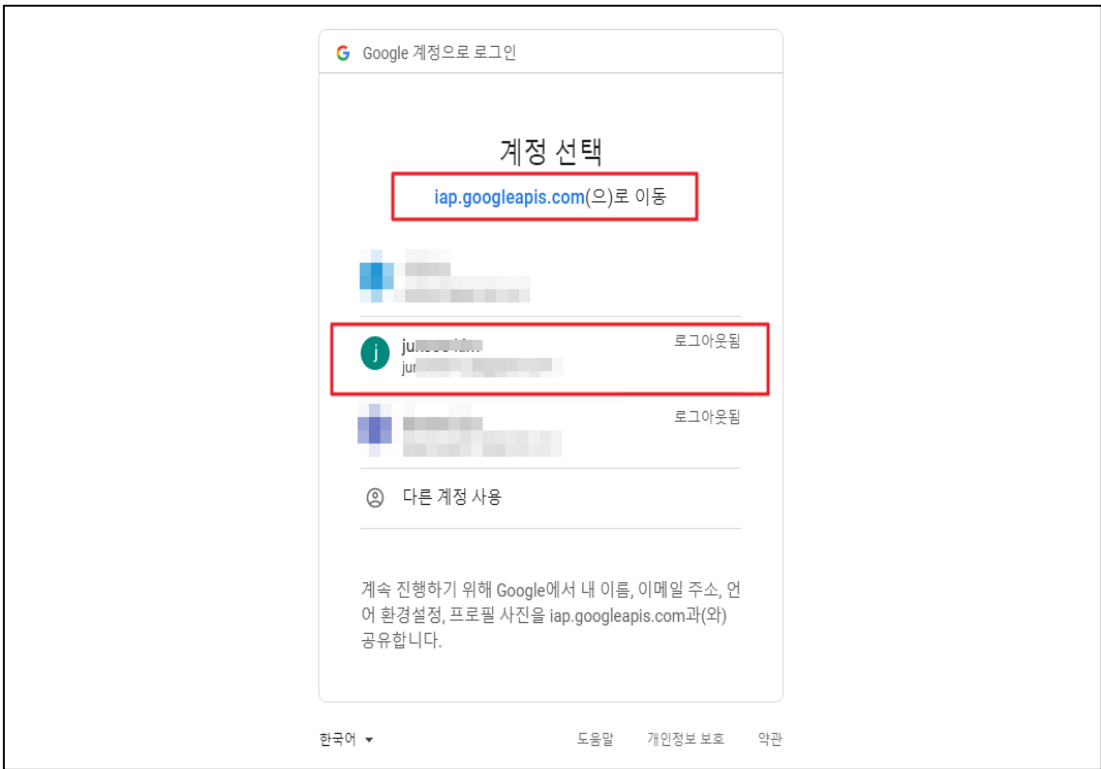 Google 계정으로 로그인
계정 선택
iap.googleapis.com(으)로 이동
로그아웃됨
j
로그아웃됨
다른 계정 사용
계속 진행하기 위해 Google에서 내 이름, 이메일 주소, 언
어 환경설정, 프로필 사진을 iap.googleapis.com과(와)
공유합니다.
한국어 도움말 개인정보 보호 약관